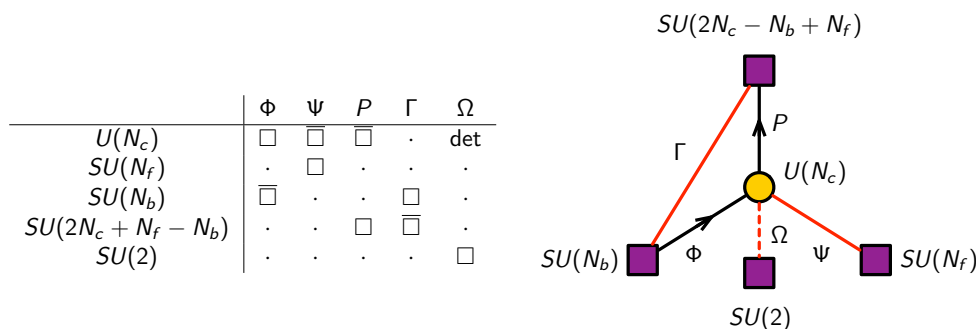 Φ Ψ P Γ Ω
U(N_c) □ □̅ □̅ · det
SU(N_f) · □ · · ·
SU(N_b) □̅ · · □ ·
SU(2N_c + N_f − N_b) · · □ □̅ ·
SU(2) · · · · □
SU(2N_c − N_b + N_f)
P
Γ
U(N_c)
Ω
SU(N_b) Φ Ψ SU(N_f)
SU(2)